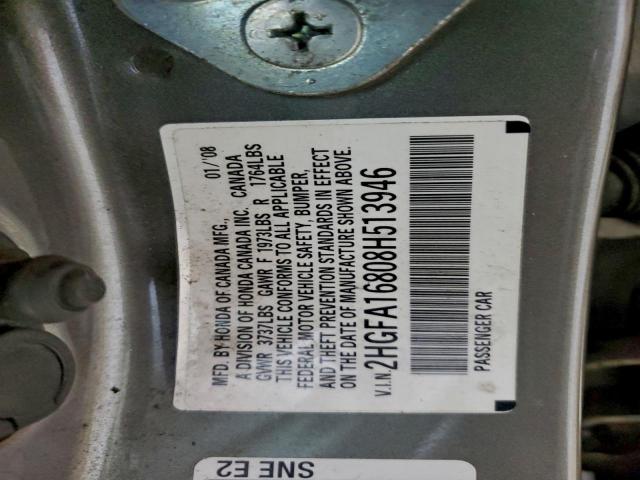 MFD. BY HONDA OF CANADA MFG., 01/'08
A DIVISION OF HONDA CANADA INC. CANADA
GVWR 3737LBS GAWR F 1973LBS R 1764LBS
THIS VEHICLE CONFORMS TO ALL APPLICABLE
FEDERAL MOTOR VEHICLE SAFETY, BUMPER,
AND THEFT PREVENTION STANDARDS IN EFFECT
ON THE DATE OF MANUFACTURE SHOWN ABOVE.
V.I.N. 2HGFA16808H513946
PASSENGER CAR
SNE E2